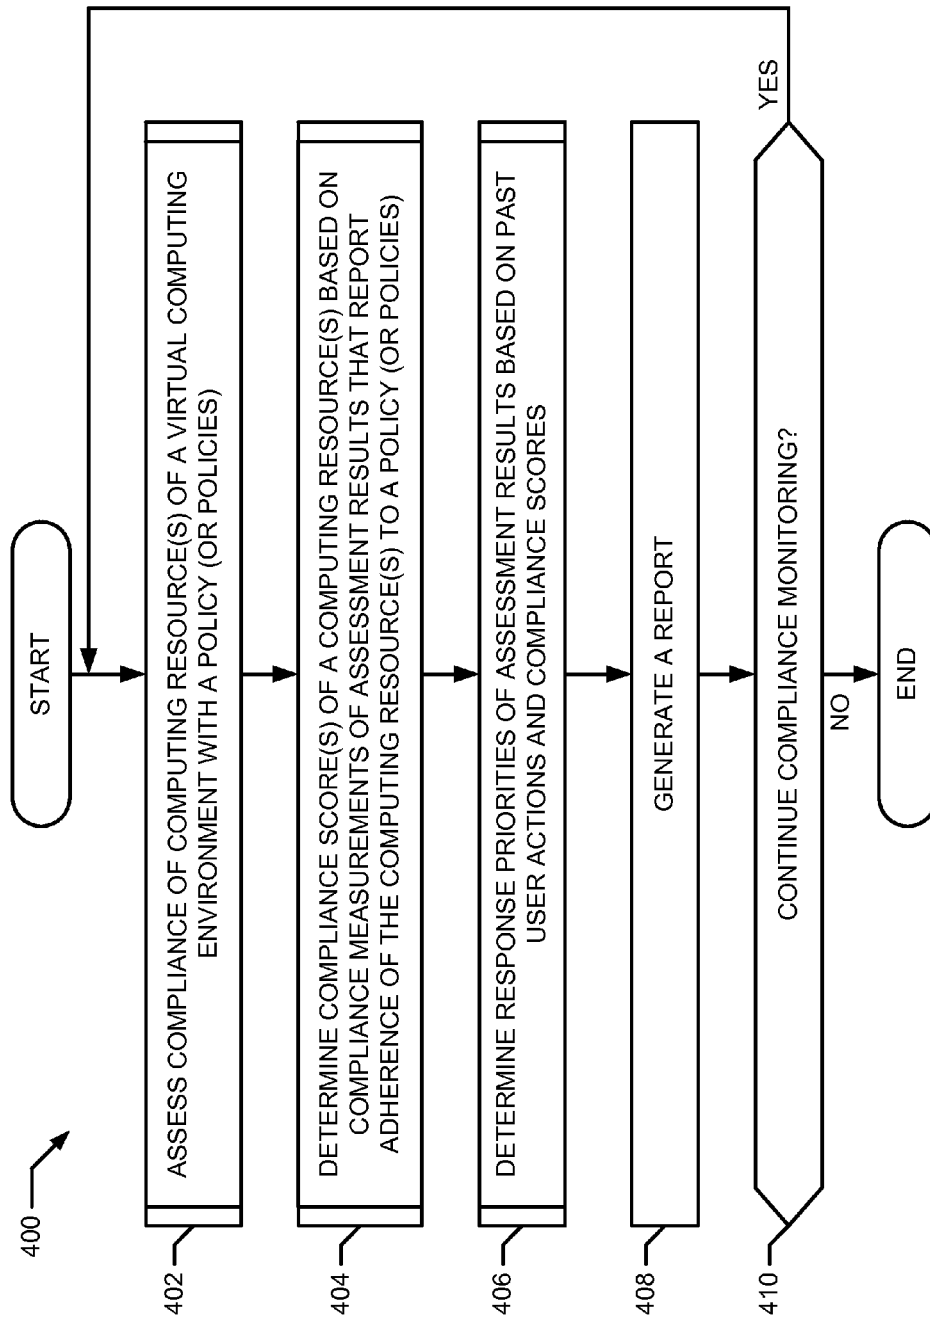 400
START
402
ASSESS COMPLIANCE OF COMPUTING RESOURCE(S) OF A VIRTUAL COMPUTING
ENVIRONMENT WITH A POLICY (OR POLICIES)
404
DETERMINE COMPLIANCE SCORE(S) OF A COMPUTING RESOURCE(S) BASED ON
COMPLIANCE MEASUREMENTS OF ASSESSMENT RESULTS THAT REPORT
ADHERENCE OF THE COMPUTING RESOURCE(S) TO A POLICY (OR POLICIES)
406
DETERMINE RESPONSE PRIORITIES OF ASSESSMENT RESULTS BASED ON PAST
USER ACTIONS AND COMPLIANCE SCORES
408
GENERATE A REPORT
410
CONTINUE COMPLIANCE MONITORING?
YES
NO
END